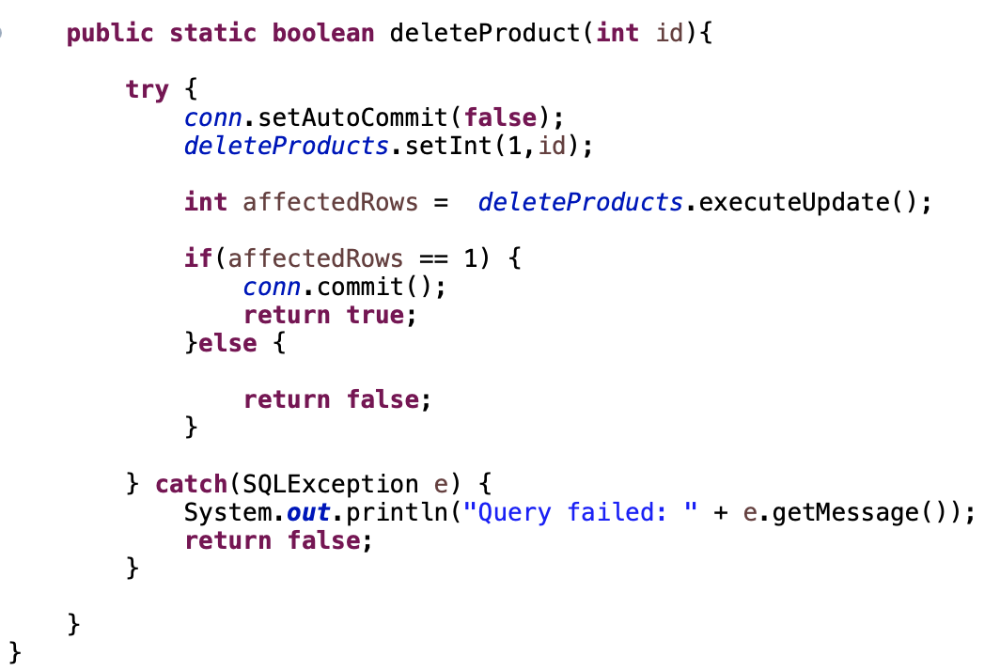 public static boolean deleteProduct(int id){
try {
conn.setAutoCommit(false);
deleteProducts.setInt(1,id);
int affectedRows =  deleteProducts.executeUpdate();
if(affectedRows == 1) {
conn.commit();
return true;
}else {
return false;
}
} catch(SQLException e) {
System.out.println("Query failed: " + e.getMessage());
return false;
}
}
}